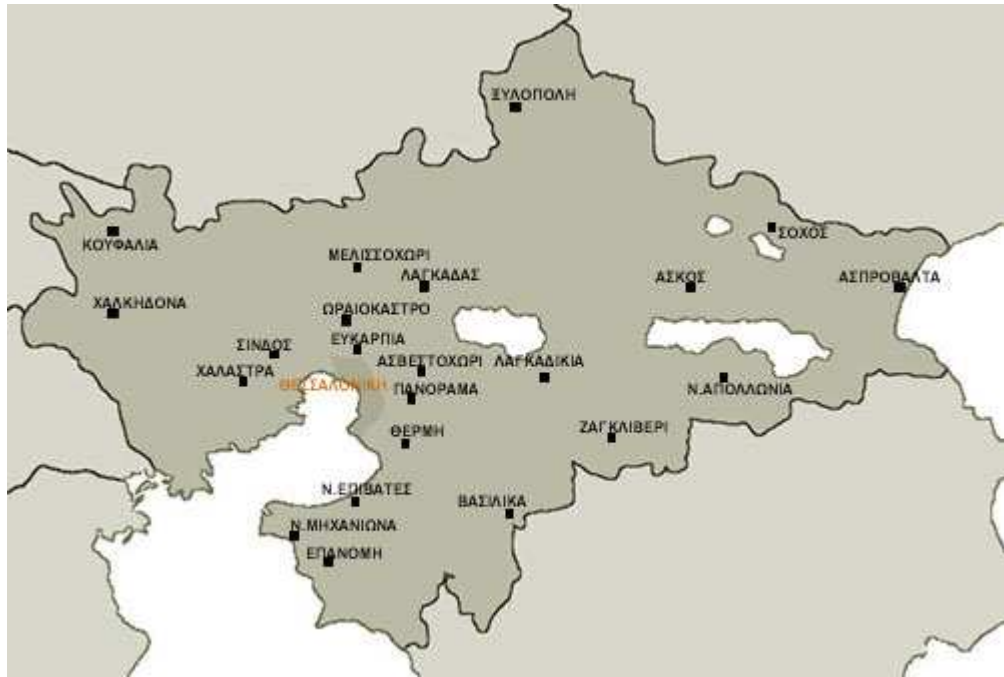 ΞΥΛΟΠΟΛΗ
ΣΟΧΟΣ
ΚΟΥΦΑΛΙΑ
ΜΕΛΙΣΣΟΧΩΡΙ
ΛΑΓΚΑΔΑΣ
ΑΣΚΟΣ
ΑΣΠΡΟΒΑΛΤΑ
ΧΑΛΚΗΔΟΝΑ
ΩΡΑΙΟΚΑΣΤΡΟ
ΕΥΚΑΡΠΙΑ
ΣΙΝΔΟΣ
ΑΣΒΕΣΤΟΧΩΡΙ
ΛΑΓΚΑΔΙΚΙΑ
ΧΑΛΑΣΤΡΑ
ΘΕΣΣΑΛΟΝΙΚΗ
ΠΑΝΟΡΑΜΑ
Ν.ΑΠΟΛΛΩΝΙΑ
ΘΕΡΜΗ
ΖΑΓΚΛΙΒΕΡΙ
Ν.ΕΠΙΒΑΤΕΣ
ΒΑΣΙΛΙΚΑ
Ν.ΜΗΧΑΝΙΩΝΑ
ΕΠΑΝΟΜΗ